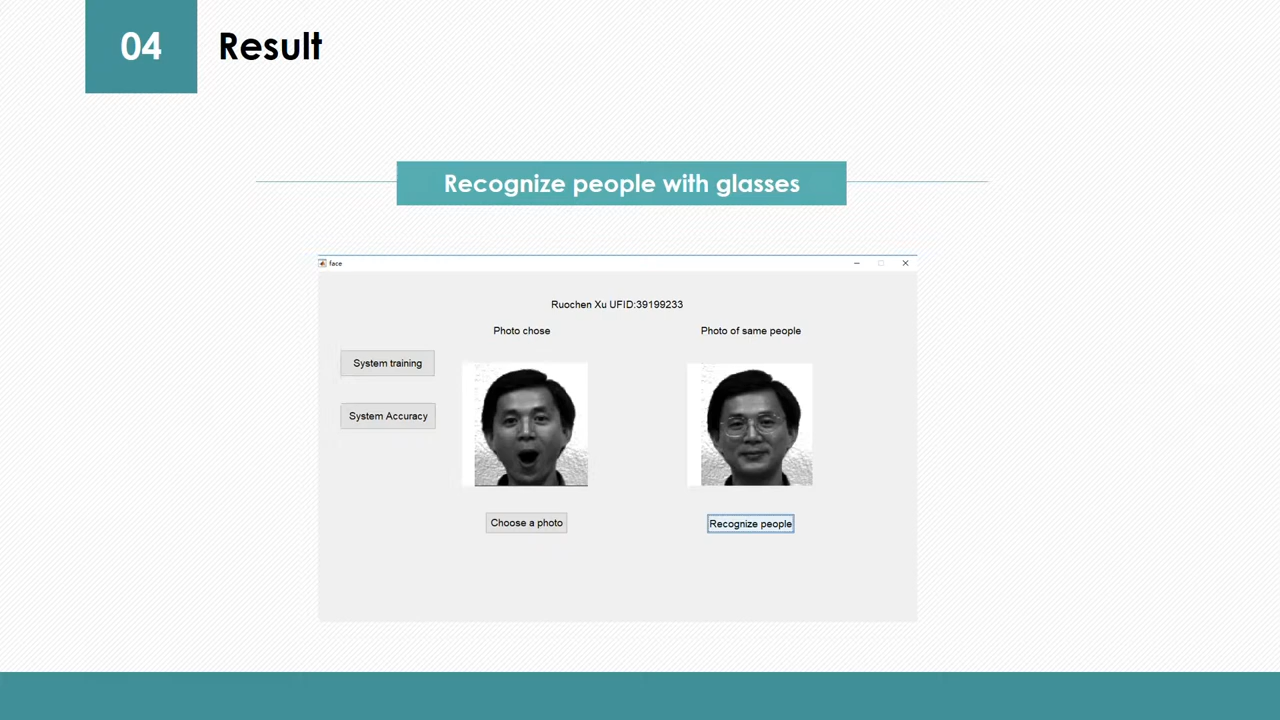 04
Result
Recognize people with glasses
face
Ruochen Xu UFID:39199233
Photo chose
Photo of same people
System training
System Accuracy
Choose a photo
Recognize people